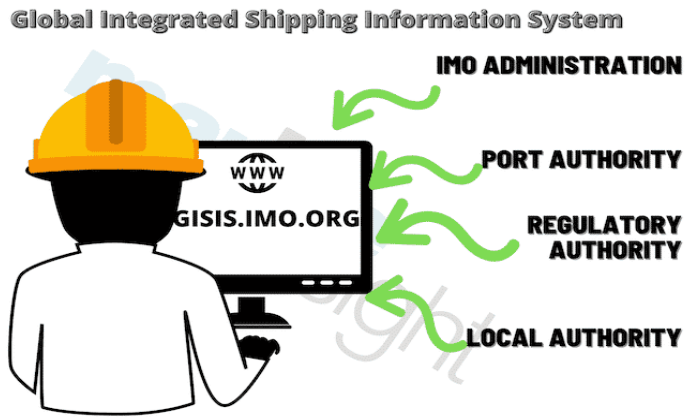 Global Integrated Shipping Information System
IMO ADMINISTRATION
WWW
PORT AUTHORITY
GISIS.IMO.ORG
REGULATORY
AUTHORITY
LOCAL AUTHORITY